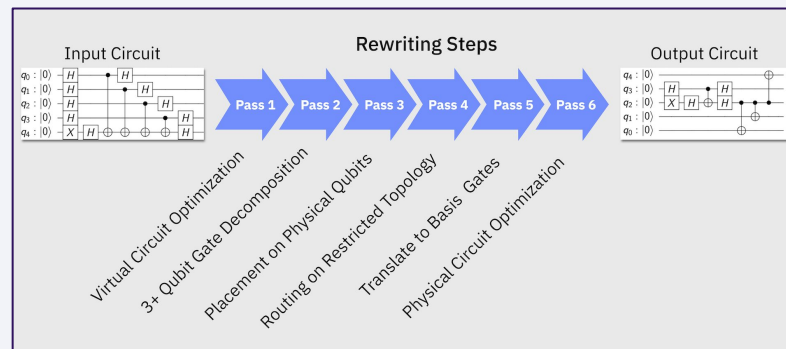 Rewriting Steps
Input Circuit
Output Circuit
q₀ : |0⟩ H H
q₁ : |0⟩ H H
q₂ : |0⟩ H H
q₃ : |0⟩ H H
q₄ : |0⟩ X H H
Pass 1
Pass 2
Pass 3
Pass 4
Pass 5
Pass 6
q₄ : |0⟩
q₃ : |0⟩ H H
q₂ : |0⟩ X H H
q₁ : |0⟩
q₀ : |0⟩
Virtual Circuit Optimization
3+ Qubit Gate Decomposition
Placement on Physical Qubits
Routing on Restricted Topology
Translate to Basis Gates
Physical Circuit Optimization